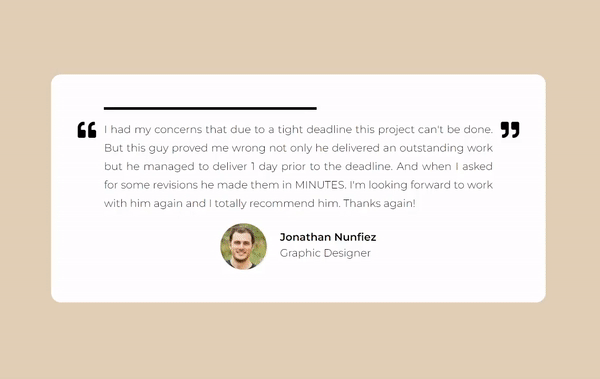 “ I had my concerns that due to a tight deadline this project can't be done. ”
But this guy proved me wrong not only he delivered an outstanding work
but he managed to deliver 1 day prior to the deadline. And when I asked
for some revisions he made them in MINUTES. I'm looking forward to work
with him again and I totally recommend him. Thanks again!
Jonathan Nunfiez
Graphic Designer